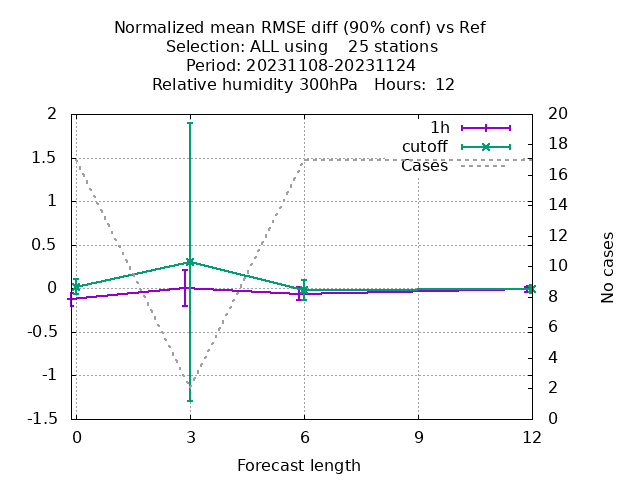 Normalized mean RMSE diff (90% conf) vs Ref
Selection: ALL using    25 stations
Period: 20231108-20231124
Relative humidity 300hPa   Hours:  12
2
1.5
1
0.5
0
-0.5
-1
-1.5
20
18
16
14
12
10
8
6
4
2
0
1h
cutoff
Cases
No cases
0
3
6
9
12
Forecast length